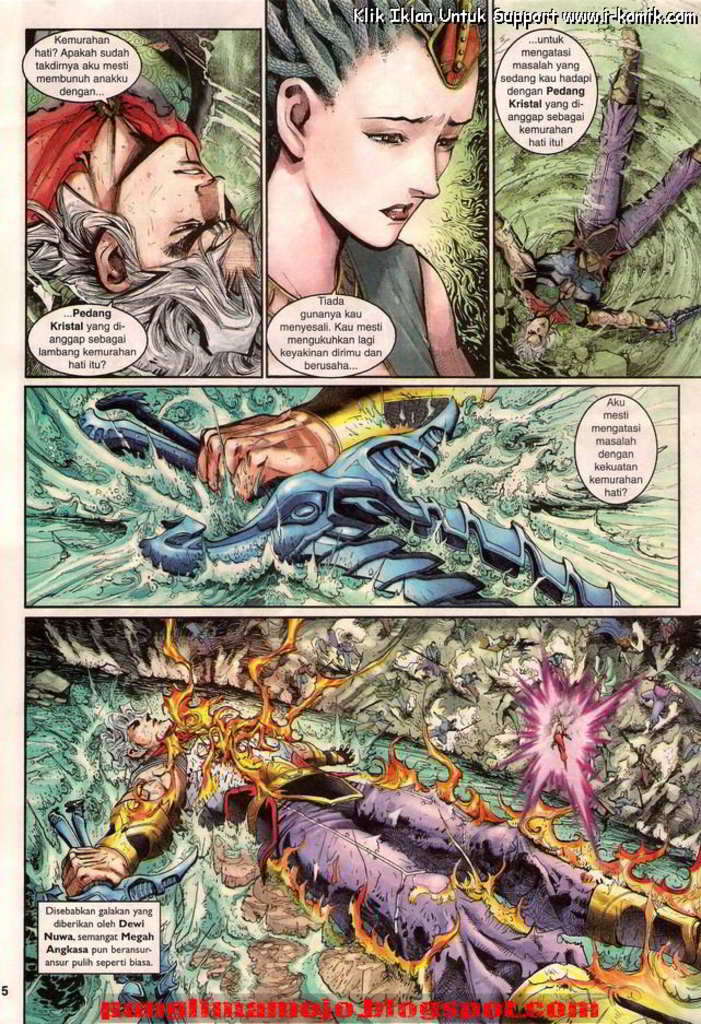 Klik Iklan Untuk Support www.i-komik.com
Kemurahan
hati? Apakah sudah
takdirnya aku mesti
membunuh anakku
dengan...
...Pedang
Kristal yang di-
anggap sebagai
lambang kemurahan
hati itu?
Tiada
gunanya kau
menyesali. Kau mesti
mengukuhkan lagi
keyakinan dirimu dan
berusaha...
...untuk
mengatasi
masalah yang
sedang kau hadapi
dengan Pedang
Kristal yang di-
anggap sebagai
kemurahan
hati itu!
Aku
mesti
mengatasi
masalah
dengan
kekuatan
kemurahan
hati?
Disebabkan galakan yang
diberikan oleh Dewi
Nuwa, semangat Megah
Angkasa pun beransur-
ansur pulih seperti biasa.
5
panglimamojo.blogspot.com